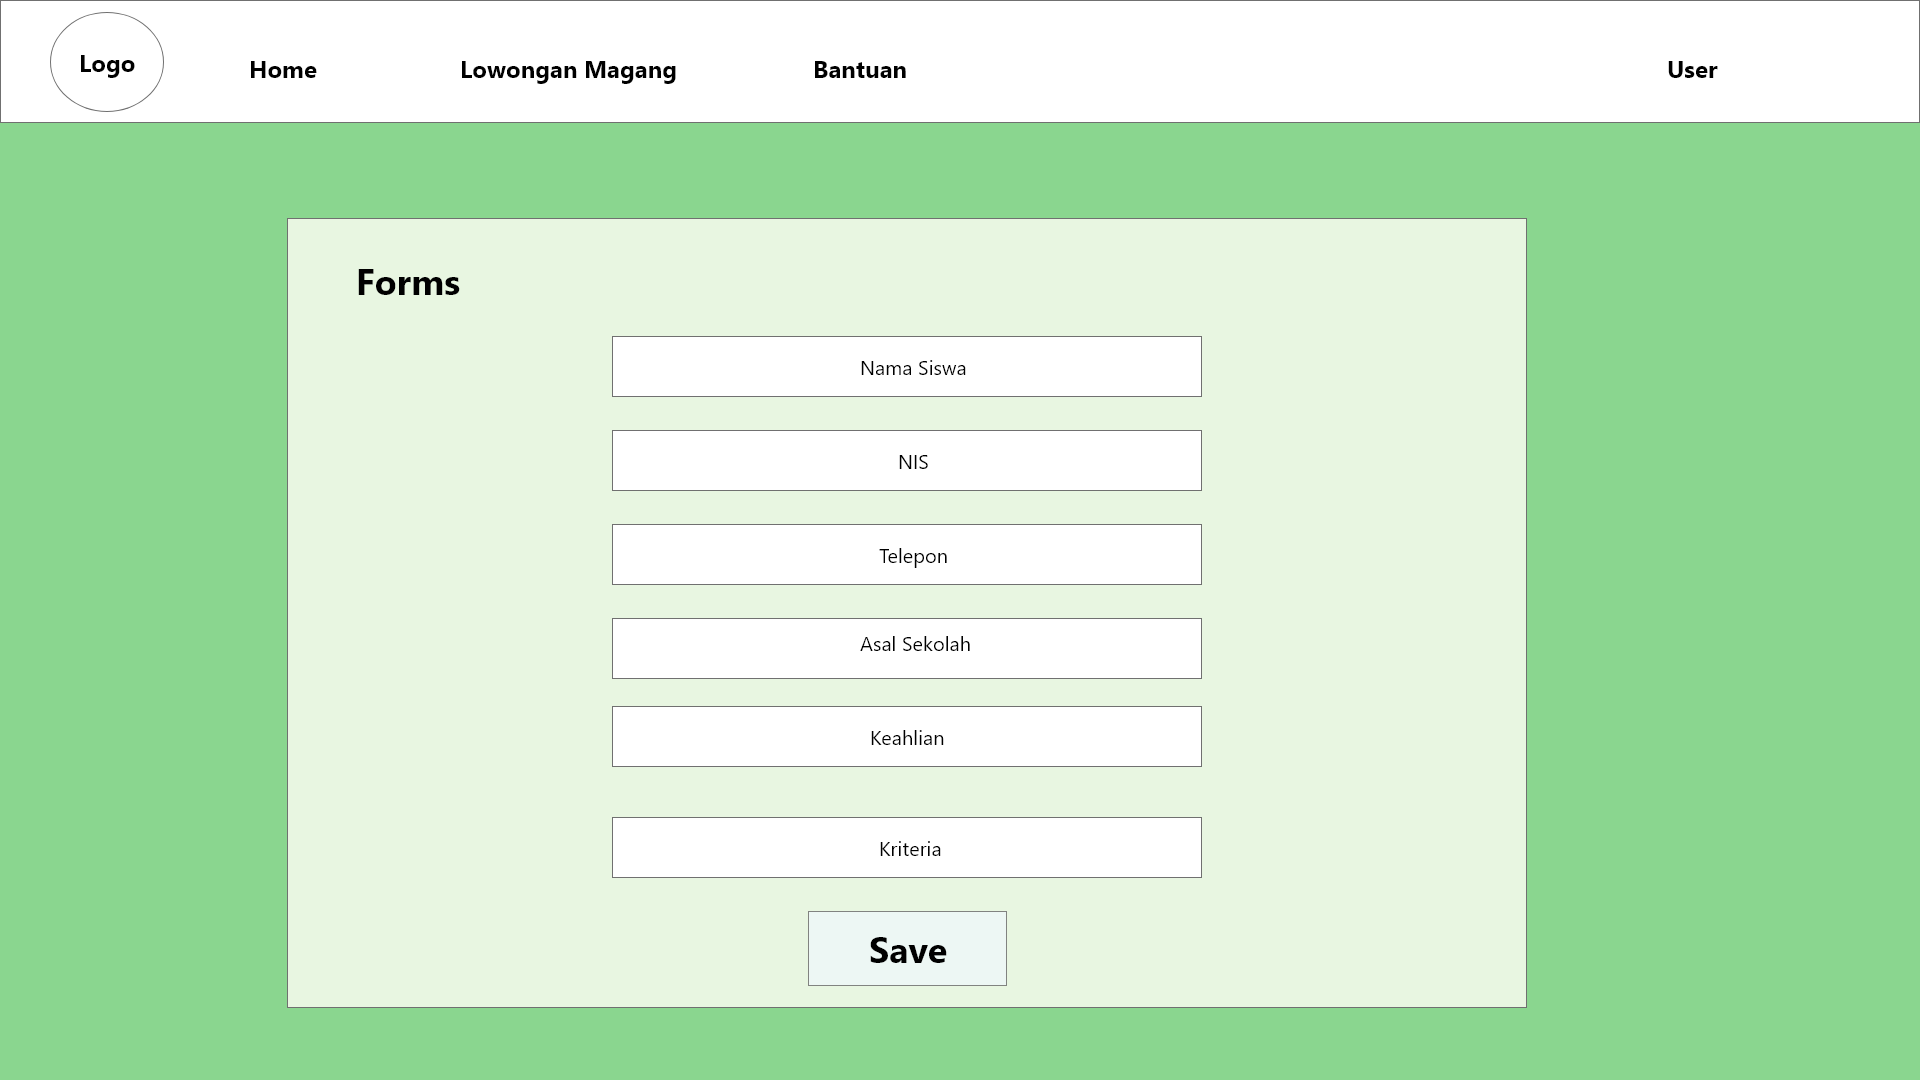 Logo
Home
Lowongan Magang
Bantuan
User
Forms
Nama Siswa
NIS
Telepon
Asal Sekolah
Keahlian
Kriteria
Save